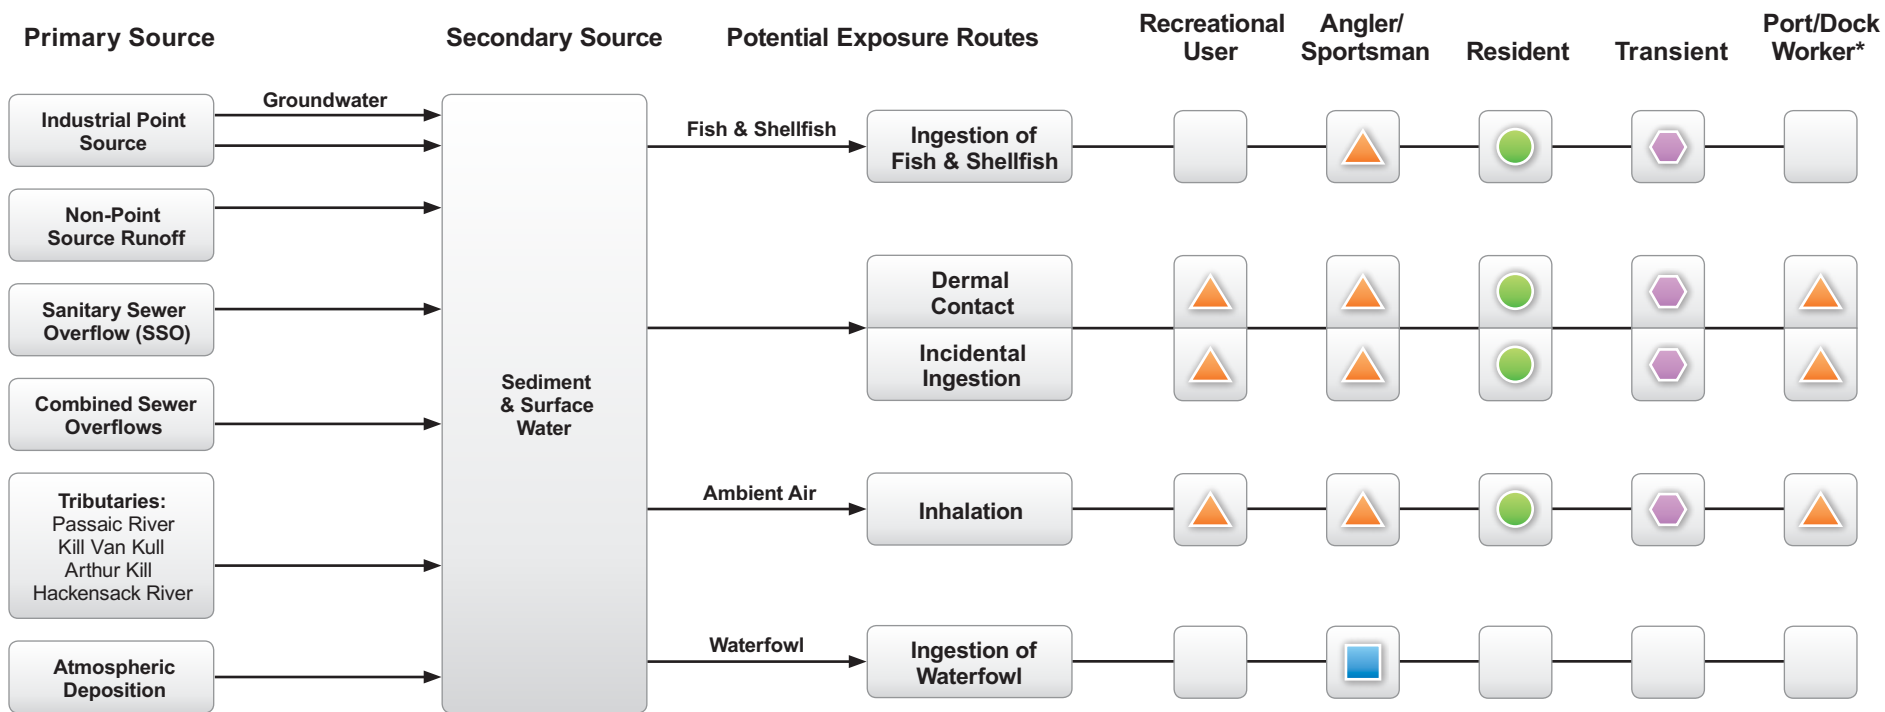 Primary Source
Secondary Source
Potential Exposure Routes
Recreational
User
Angler/
Sportsman
Resident
Transient
Port/Dock
Worker*
Industrial Point
Source
Groundwater
Non-Point
Source Runoff
Sanitary Sewer
Overflow (SSO)
Combined Sewer
Overflows
Tributaries:
Passaic River
Kill Van Kull
Arthur Kill
Hackensack River
Atmospheric
Deposition
Sediment
& Surface
Water
Fish & Shellfish
Ingestion of
Fish & Shellfish
Dermal
Contact
Incidental
Ingestion
Ambient Air
Inhalation
Waterfowl
Ingestion of
Waterfowl